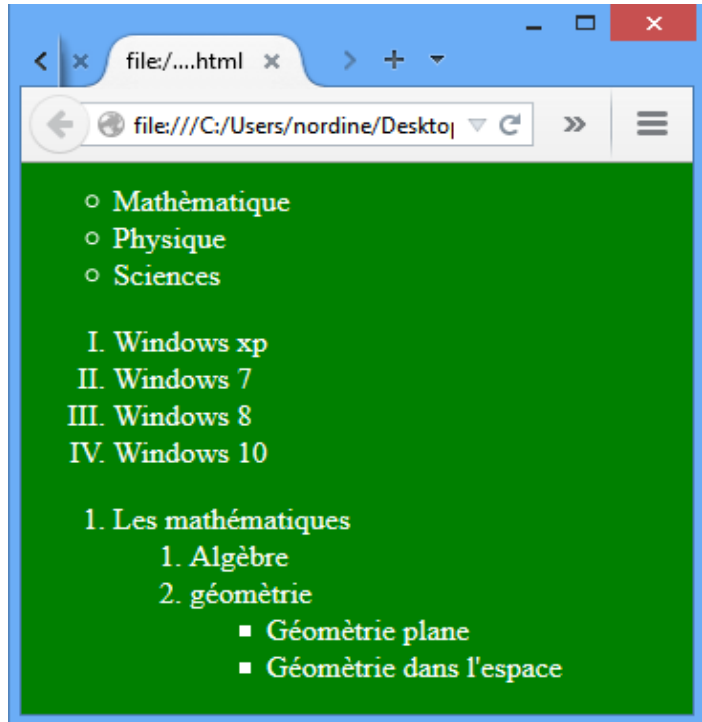 file:/....html
file:///C:/Users/nordine/Desktop
Mathèmatique
Physique
Sciences
I. Windows xp
II. Windows 7
III. Windows 8
IV. Windows 10
1. Les mathématiques
1. Algèbre
2. géomètrie
Géomètrie plane
Géomètrie dans l'espace